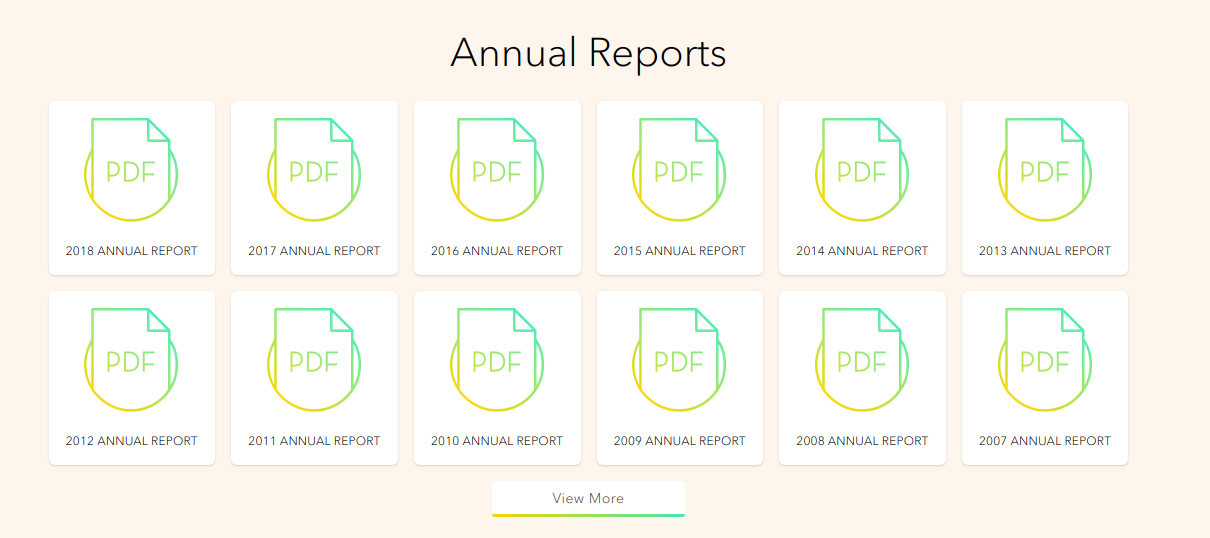 Annual Reports
PDF PDF PDF PDF PDF PDF
2018 ANNUAL REPORT 2017 ANNUAL REPORT 2016 ANNUAL REPORT 2015 ANNUAL REPORT 2014 ANNUAL REPORT 2013 ANNUAL REPORT
PDF PDF PDF PDF PDF PDF
2012 ANNUAL REPORT 2011 ANNUAL REPORT 2010 ANNUAL REPORT 2009 ANNUAL REPORT 2008 ANNUAL REPORT 2007 ANNUAL REPORT
View More